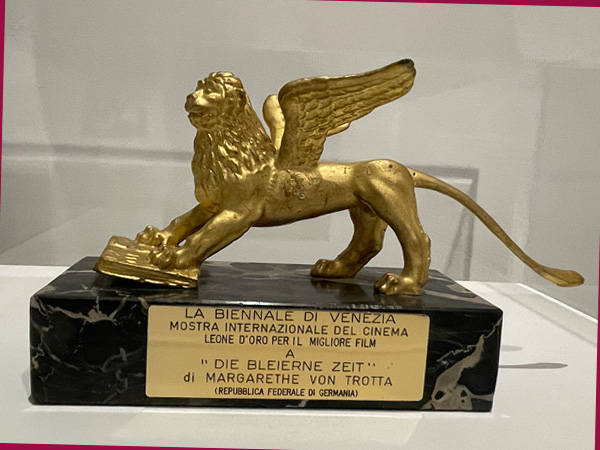 LA BIENNALE DI VENEZIA
MOSTRA INTERNAZIONALE DEL CINEMA
LEONE D'ORO PER IL MIGLIORE FILM
A
"DIE BLEIERNE ZEIT"
di MARGARETHE VON TROTTA
(REPUBBLICA FEDERALE DI GERMANIA)